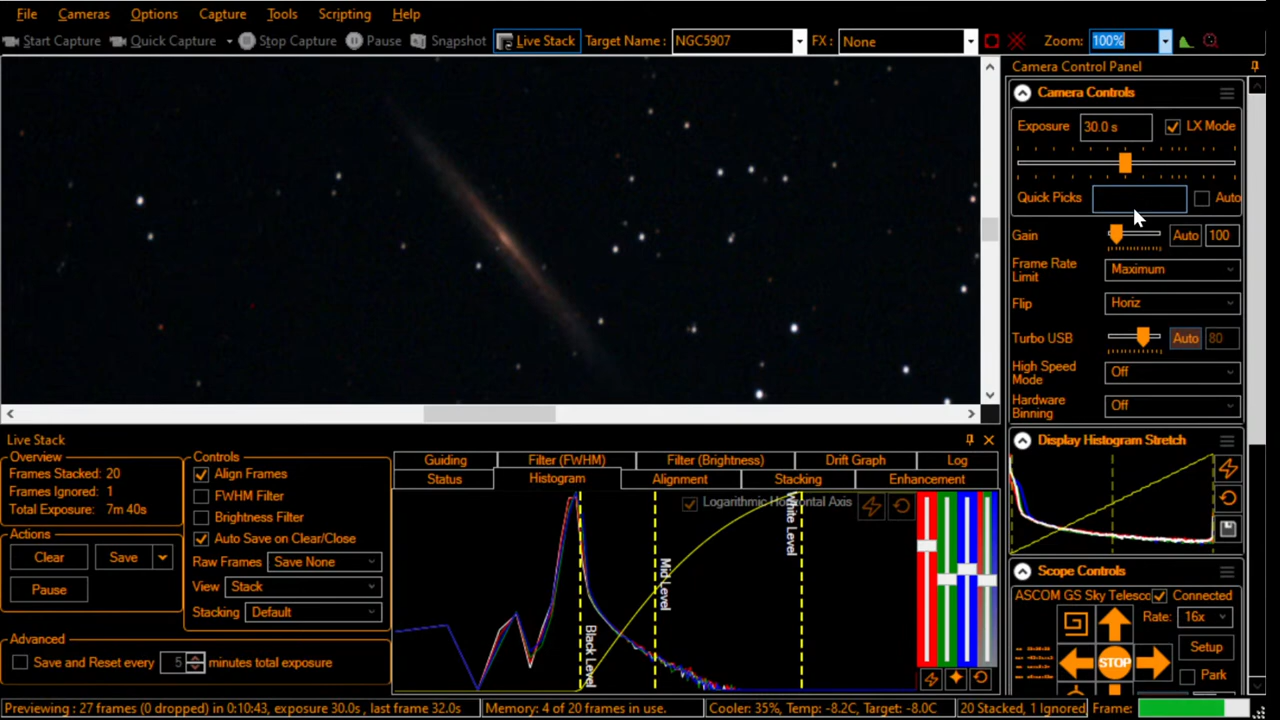 File Cameras Options Capture Tools Scripting Help
Start Capture Quick Capture Stop Capture Pause Snapshot Live Stack Target Name : NGC5907 FX : None Zoom: 100%
Camera Control Panel
Camera Controls
Exposure 30.0 s LX Mode
Quick Picks Auto
Gain Auto 100
Frame Rate
Limit Maximum
Flip Horiz
Turbo USB Auto 80
High Speed
Mode Off
Hardware
Binning Off
Display Histogram Stretch
Scope Controls
ASCOM GS Sky Telesco Connected
Rate: 16x
Setup
STOP
Park
Live Stack
Overview
Frames Stacked: 20
Frames Ignored: 1
Total Exposure: 7m 40s
Actions
Clear Save
Pause
Controls
Align Frames
FWHM Filter
Brightness Filter
Auto Save on Clear/Close
Raw Frames Save None
View Stack
Stacking Default
Advanced
Save and Reset every 5 minutes total exposure
Guiding Filter (FWHM) Filter (Brightness) Drift Graph Log
Status Histogram Alignment Stacking Enhancement
Logarithmic Horizontal Axis
Black Level
Mid Level
White Level
Previewing : 27 frames (0 dropped) in 0:10:43, exposure 30.0s , last frame 32.0s Memory: 4 of 20 frames in use. Cooler: 35%, Temp: -8.2C, Target: -8.0C 20 Stacked, 1 Ignored Frame: